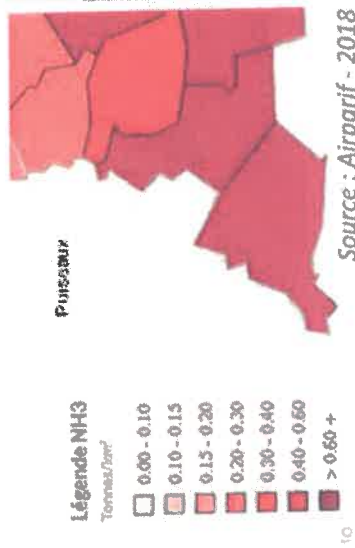 Puiseaux
Légende NH3
Tonnes/km²
0.00 - 0.10
0.10 - 0.15
0.15 - 0.20
0.20 - 0.30
0.30 - 0.40
0.40 - 0.60
> 0.60 +
Source : Airparif - 2018